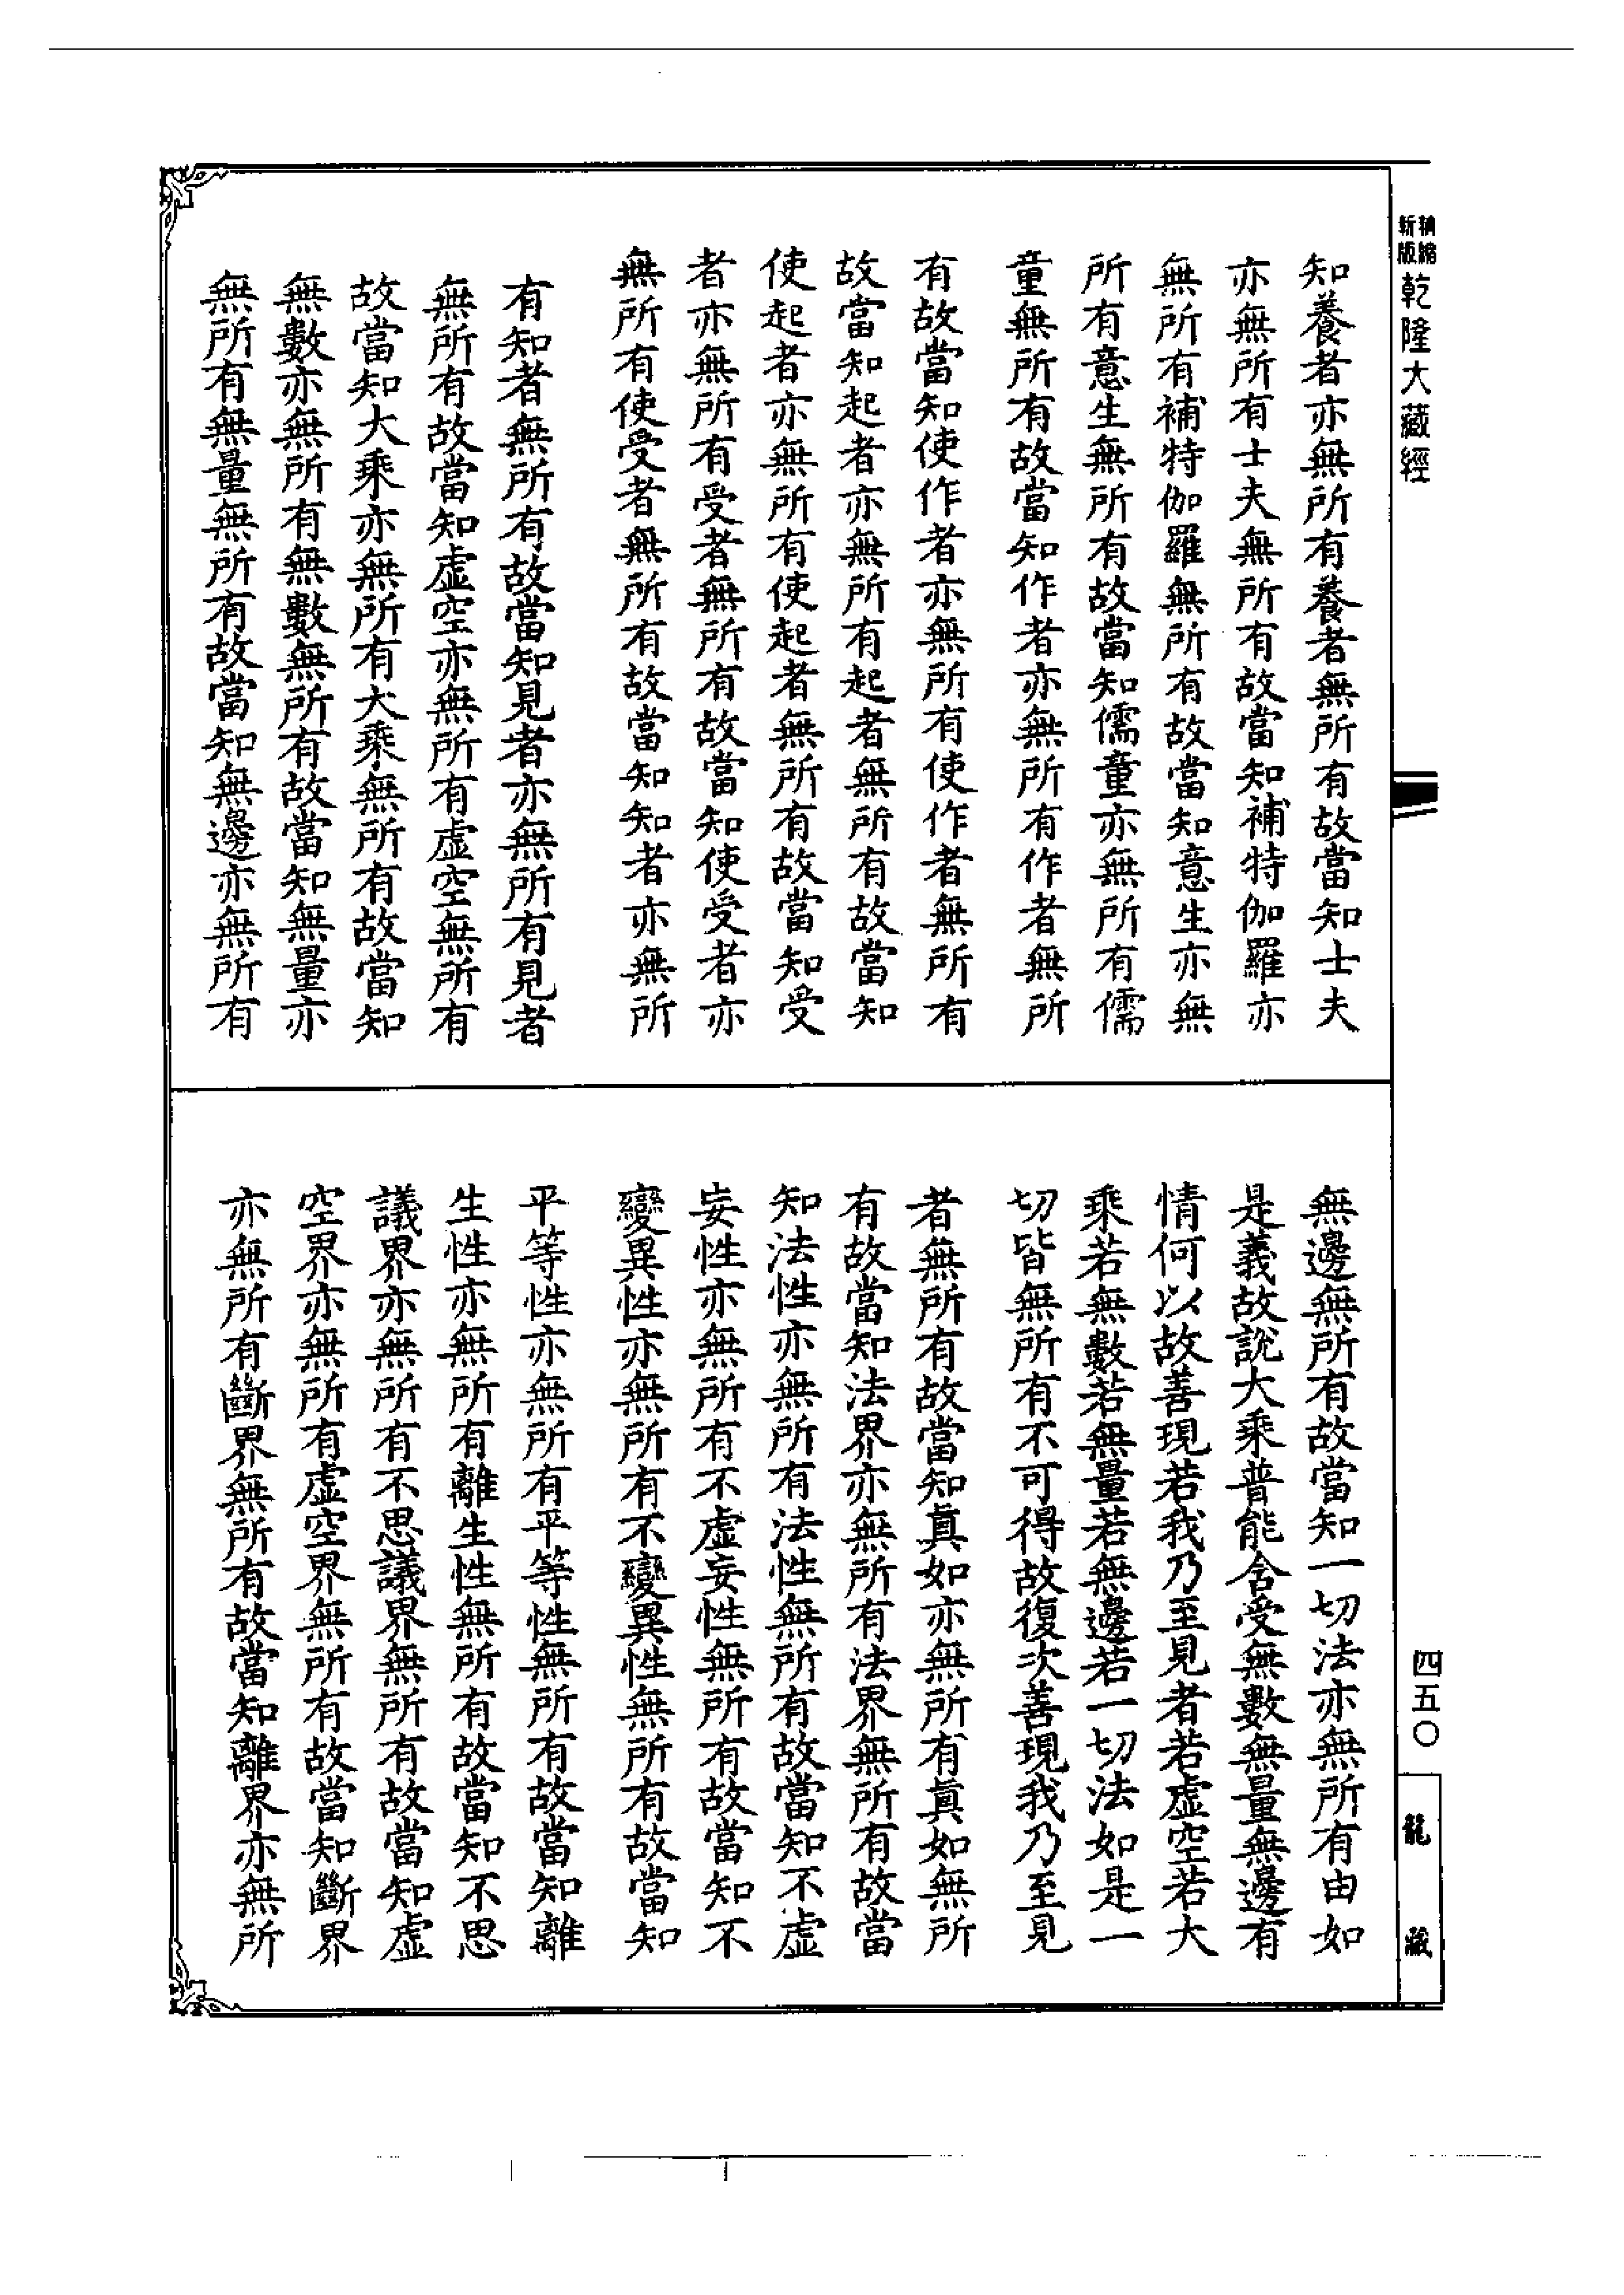 精縮新版乾隆大藏經
知養者亦無所有養者無所有故當知士夫
亦無所有士夫無所有故當知補特伽羅亦
無所有補特伽羅無所有故當知意生亦無
所有意生無所有故當知儒童亦無所有儒
童無所有故當知作者亦無所有作者無所
有故當知使作者亦無所有使作者無所有
故當知起者亦無所有起者無所有故當知
使起者亦無所有使起者無所有故當知受
者亦無所有受者無所有故當知使受者亦
無所有使受者無所有故當知知者亦無所
有知者無所有故當知見者亦無所有見者
無所有故當知虛空亦無所有虛空無所有
故當知大乘亦無所有大乘無所有故當知
無數亦無所有無數無所有故當知無量亦
無所有無量無所有故當知無邊亦無所有
無邊無所有故當知一切法亦無所有由如
是義故說大乘普能含受無數無量無邊有
情何以故善現若我乃至見者若虛空若大
乘若無數若無量若無邊若一切法如是一
切皆無所有不可得故復次善現我乃至見
者無所有故當知真如亦無所有真如無所
有故當知法界亦無所有法界無所有故當
知法性亦無所有法性無所有故當知不虛
妄性亦無所有不虛妄性無所有故當知不
變異性亦無所有不變異性無所有故當知
平等性亦無所有平等性無所有故當知離
生性亦無所有離生性無所有故當知不思
議界亦無所有不思議界無所有故當知虛
空界亦無所有虛空界無所有故當知斷界
亦無所有斷界無所有故當知離界亦無所
四五〇
龍藏